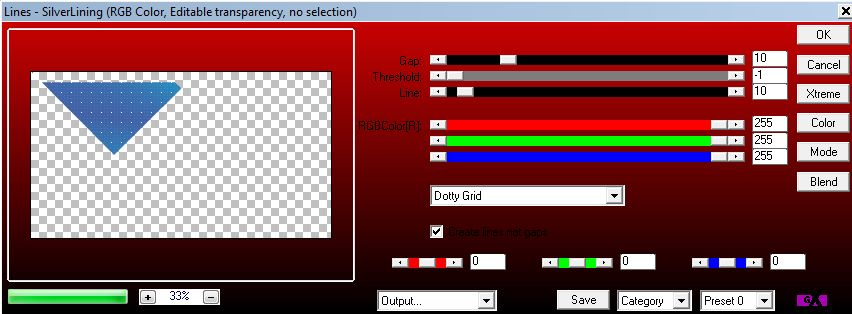 Lines - SilverLining (RGB Color, Editable transparency, no selection)
OK
Gap: 10
Cancel
Threshold: -1
Line: 10
Xtreme
RGBColor[R]: 255
Color
255
255
Mode
Dotty Grid
Blend
Create lines not gaps
0 0 0
+ 33% -
Output...
Save
Category
Preset 0